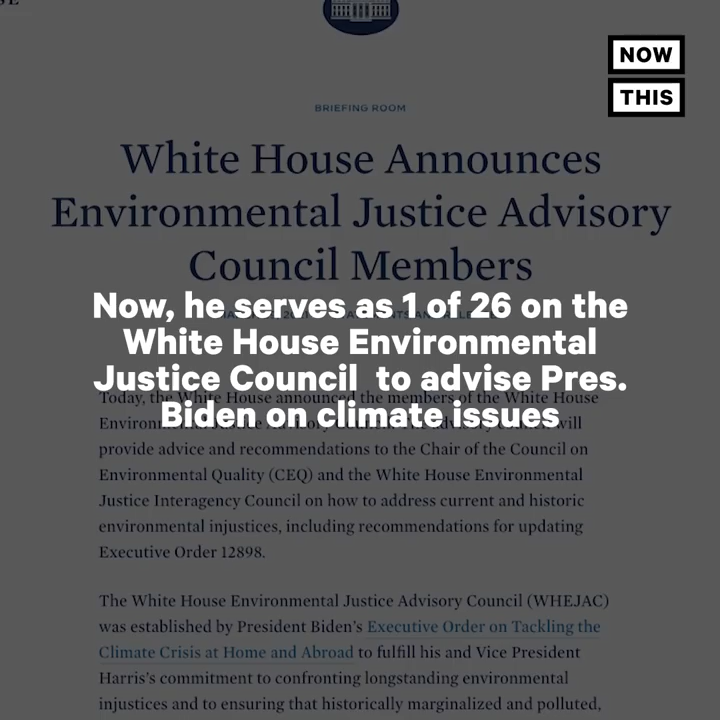 NOW
THIS
BRIEFING ROOM
White House Announces
Environmental Justice Advisory
Council Members
Now, he serves as 1 of 26 on the
White House Environmental
Justice Council to advise Pres.
Biden on climate issues
Today, the White House announced the members of the White House
will
provide advice and recommendations to the Chair of the Council on
Environmental Quality (CEQ) and the White House Environmental
Justice Interagency Council on how to address current and historic
environmental injustices, including recommendations for updating
Executive Order 12898.
The White House Environmental Justice Advisory Council (WHEJAC)
was established by President Biden's Executive Order on Tackling the
Climate Crisis at Home and Abroad to fulfill his and Vice President
Harris's commitment to confronting longstanding environmental
injustices and to ensuring that historically marginalized and polluted,